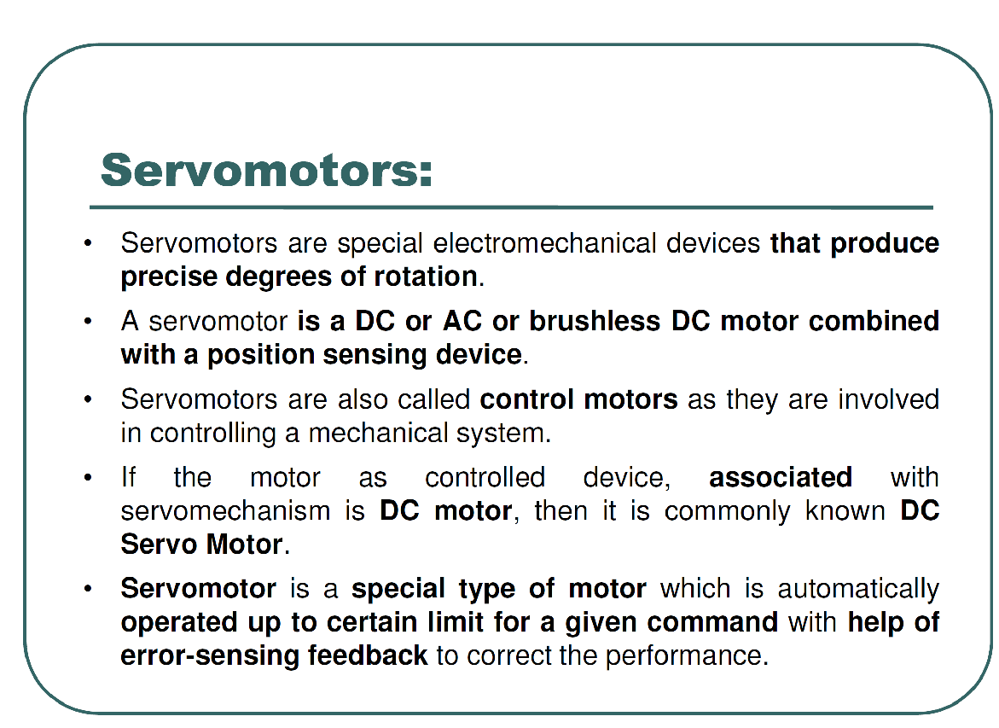 Servomotors:
• Servomotors are special electromechanical devices that produce
precise degrees of rotation.
• A servomotor is a DC or AC or brushless DC motor combined
with a position sensing device.
• Servomotors are also called control motors as they are involved
in controlling a mechanical system.
• If the motor as controlled device, associated with
servomechanism is DC motor, then it is commonly known DC
Servo Motor.
• Servomotor is a special type of motor which is automatically
operated up to certain limit for a given command with help of
error-sensing feedback to correct the performance.